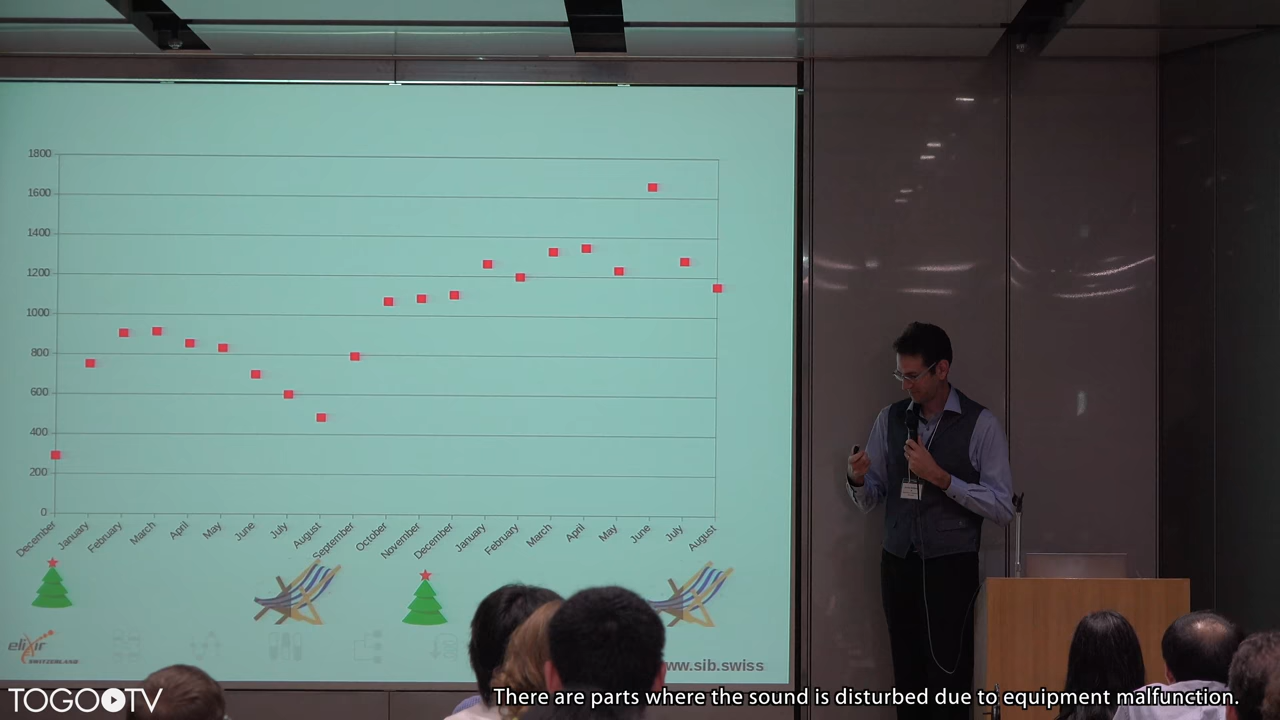 1800
1600
1400
1200
1000
800
600
400
200
0
December
January
February
March
April
May
June
July
August
September
October
November
December
January
February
March
April
May
June
July
August
elixir
SWITZERLAND
ww.sib.swiss
There are parts where the sound is disturbed due to equipment malfunction.
TOGO TV